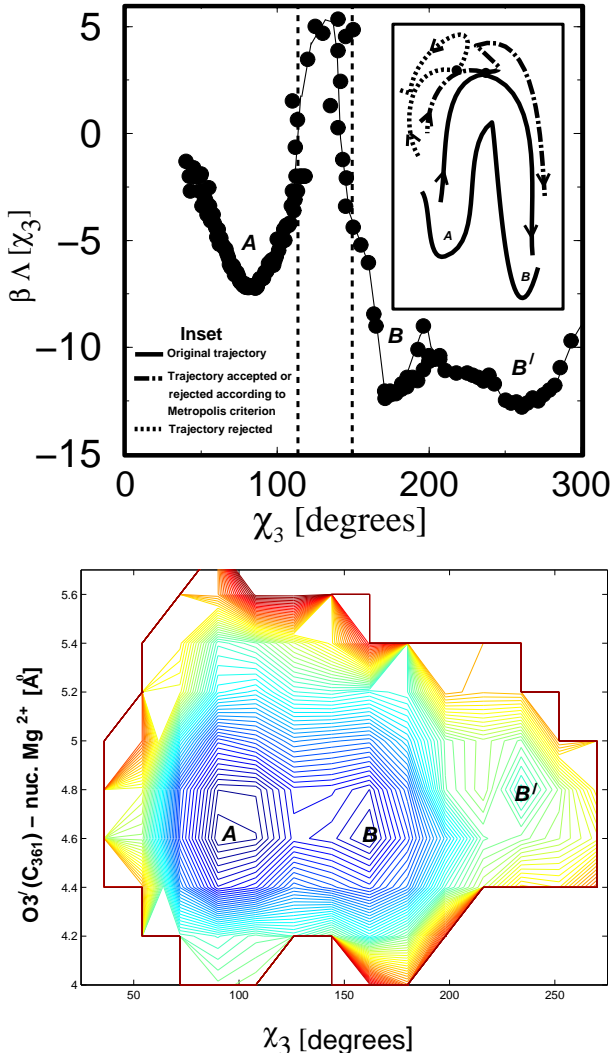 5
0
−5
−10
−15
β Λ [χ3]
A
B
B/
A
B
Inset
Original trajectory
Trajectory accepted or
rejected according to
Metropolis criterion
Trajectory rejected
0 100 200 300
χ3 [degrees]
5.6
5.4
5.2
5
4.8
4.6
4.4
4.2
4
O3/(C361) − nuc. Mg2+ [Å]
A
B
B/
50 100 150 200 250
χ3 [degrees]